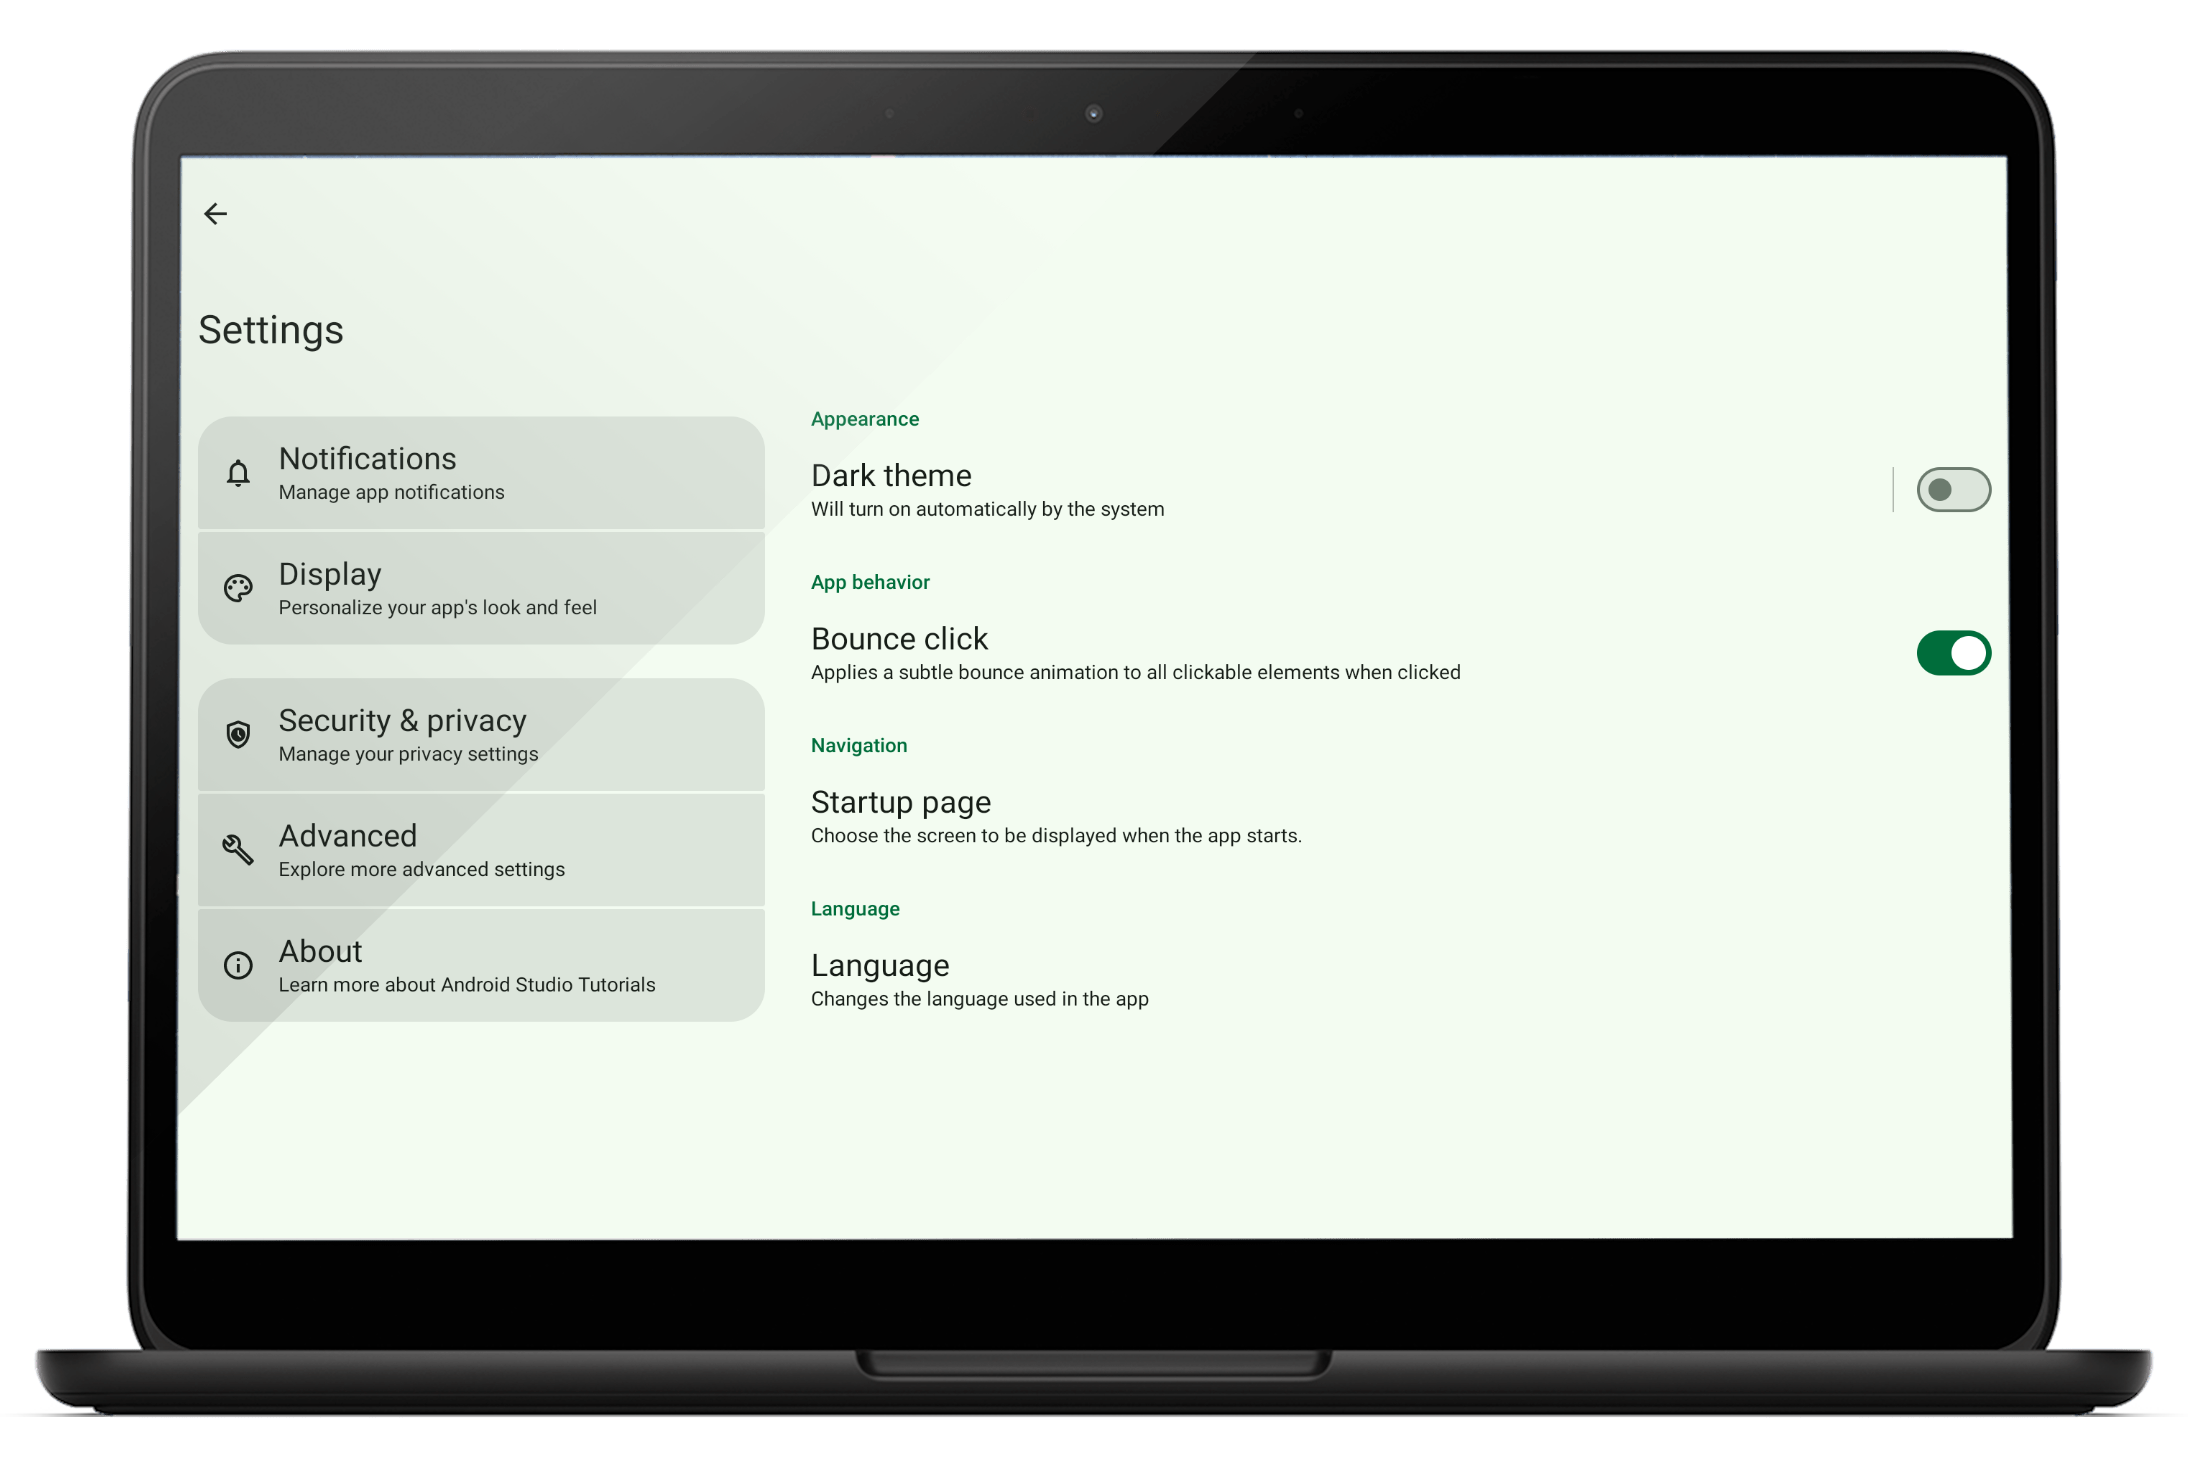 Settings
Notifications
Manage app notifications
Display
Personalize your app's look and feel
Security & privacy
Manage your privacy settings
Advanced
Explore more advanced settings
About
Learn more about Android Studio Tutorials
Appearance
Dark theme
Will turn on automatically by the system
App behavior
Bounce click
Applies a subtle bounce animation to all clickable elements when clicked
Navigation
Startup page
Choose the screen to be displayed when the app starts.
Language
Language
Changes the language used in the app